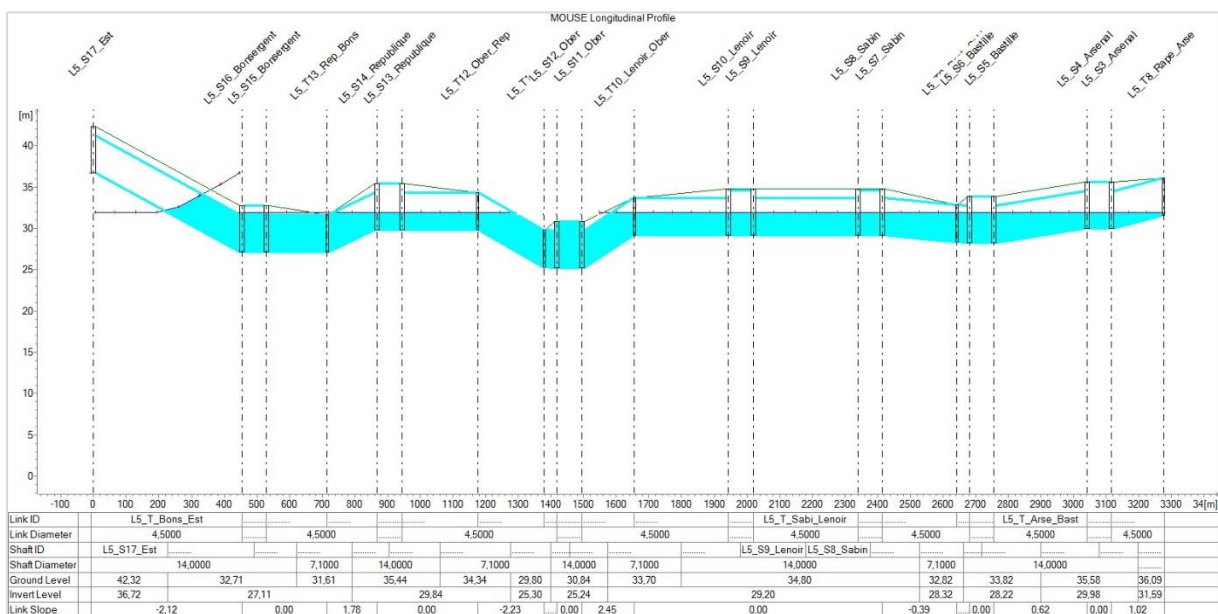 MOUSE Longitudinal Profile
L5_S17_Est
L5_S16_Bonsergent
L5_S15_Bonsergent
L5_T13_Rep_Bons
L5_S14_Republique
L5_S13_Republique
L5_T12_Ober_Rep
L5_S12_Ober
L5_S11_Ober
L5_T10_Lenoir_Ober
L5_S10_Lenoir
L5_S9_Lenoir
L5_S8_Sabin
L5_S7_Sabin
L5_S6_Bastille
L5_S5_Bastille
L5_S4_Arsenal
L5_S3_Arsenal
L5_T8_Rape_Arse
[m]
40
35
30
25
20
15
10
5
0
-100 0 100 200 300 400 500 600 700 800 900 1000 1100 1200 1300 1400 1500 1600 1700 1800 1900 2000 2100 2200 2300 2400 2500 2600 2700 2800 2900 3000 3100 3200 3300 34[m]
Link ID L5_T_Bons_Est L5_T_Sabi_Lenoir L5_T_Arse_Bast
Link Diameter 4,5000 4,5000 4,5000 4,5000 4,5000 4,5000 4,5000
Shaft ID L5_S17_Est L5_S9_Lenoir L5_S8_Sabin
Shaft Diameter 14,0000 7,1000 14,0000 7,1000 14,0000 7,1000 14,0000 7,1000 14,0000
Ground Level 42,32 32,71 31,61 35,44 34,34 29,80 30,84 33,70 34,80 32,82 33,82 35,58 36,09
Invert Level 36,72 27,11 29,84 25,30 25,24 29,20 28,32 28,22 29,98 31,59
Link Slope -2,12 0,00 1,78 0,00 -2,23 0,00 2,45 0,00 -0,39 0,00 0,62 0,00 1,02